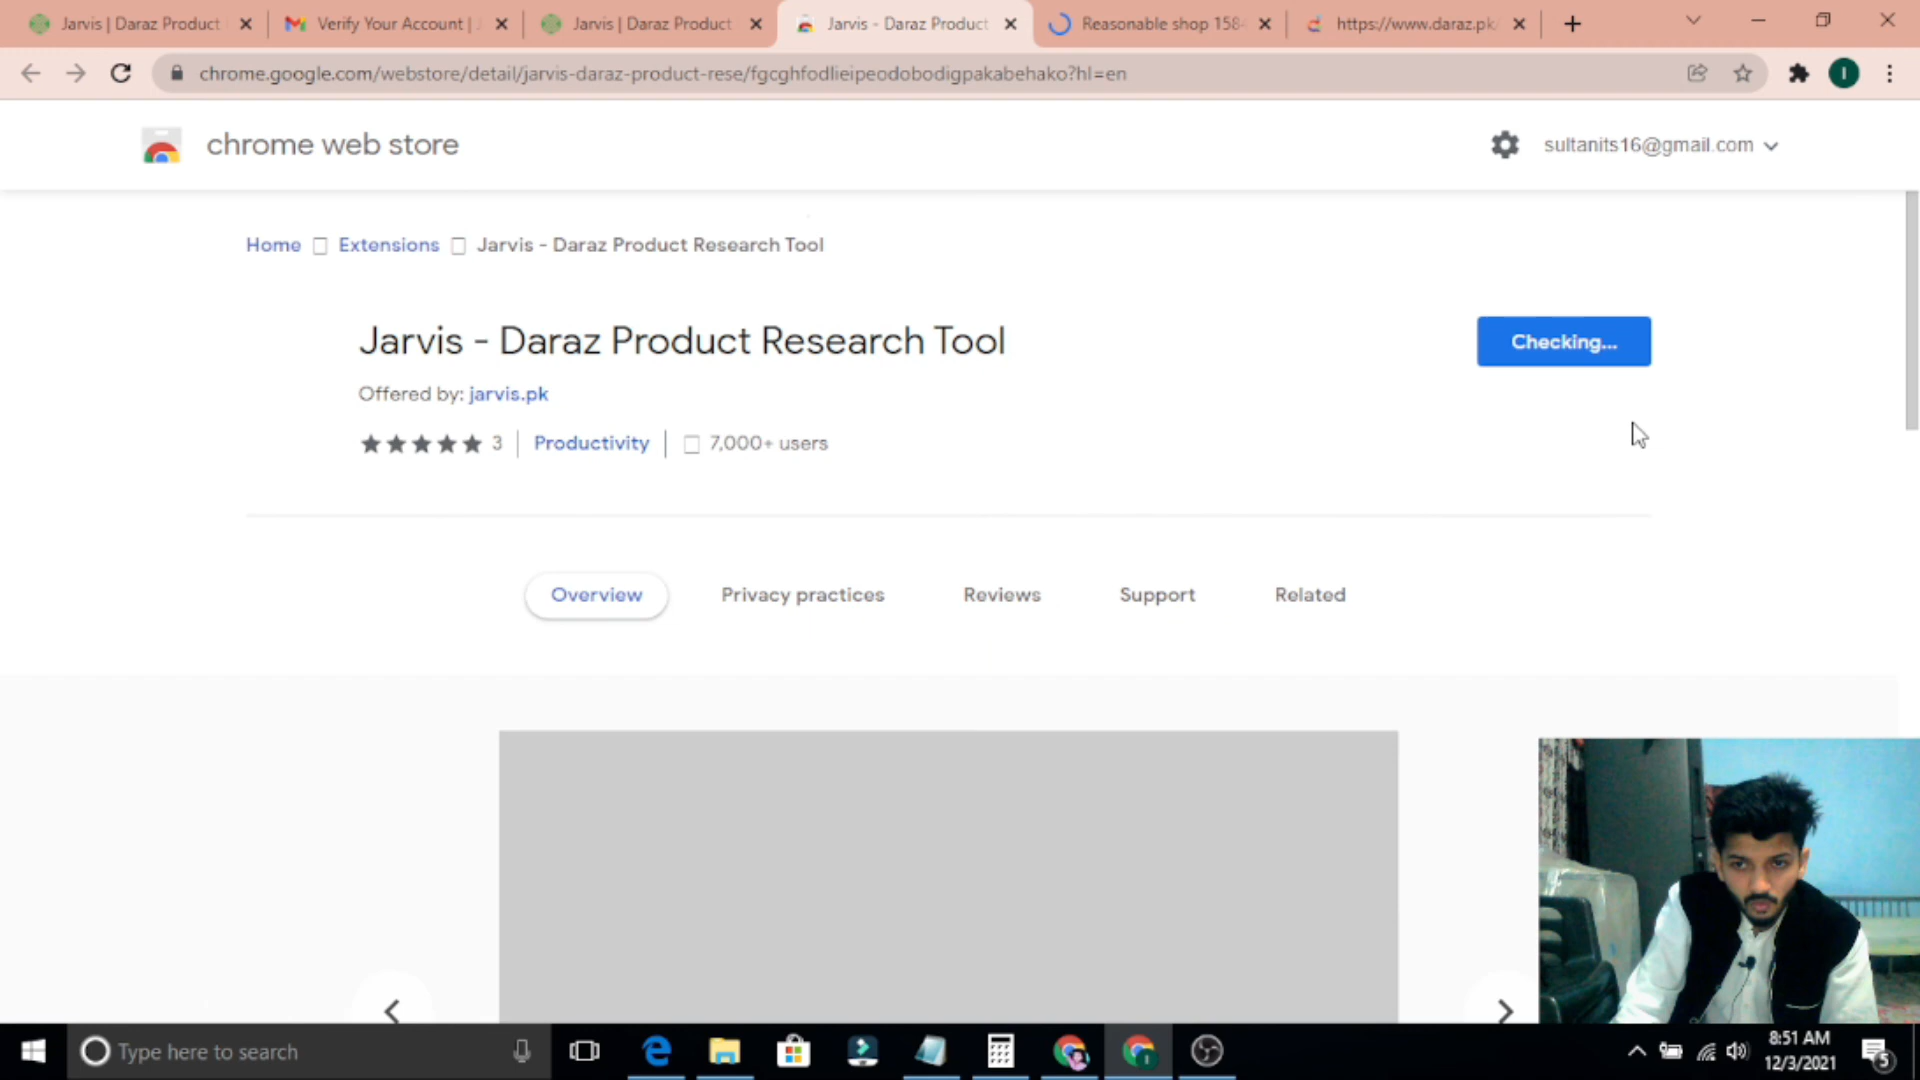 Jarvis | Daraz Product
Verify Your Account |
Jarvis | Daraz Product
Jarvis - Daraz Product
Reasonable shop 158
https://www.daraz.pk
chrome.google.com/webstore/detail/jarvis-daraz-product-rese/fgcghfodlieipeodobodigpakabehako?hl=en
I
chrome web store
sultanits16@gmail.com
Home Extensions Jarvis - Daraz Product Research Tool
Jarvis - Daraz Product Research Tool
Checking...
Offered by: jarvis.pk
3 Productivity 7,000+ users
Overview Privacy practices Reviews Support Related
Type here to search
8:51 AM
12/3/2021
5